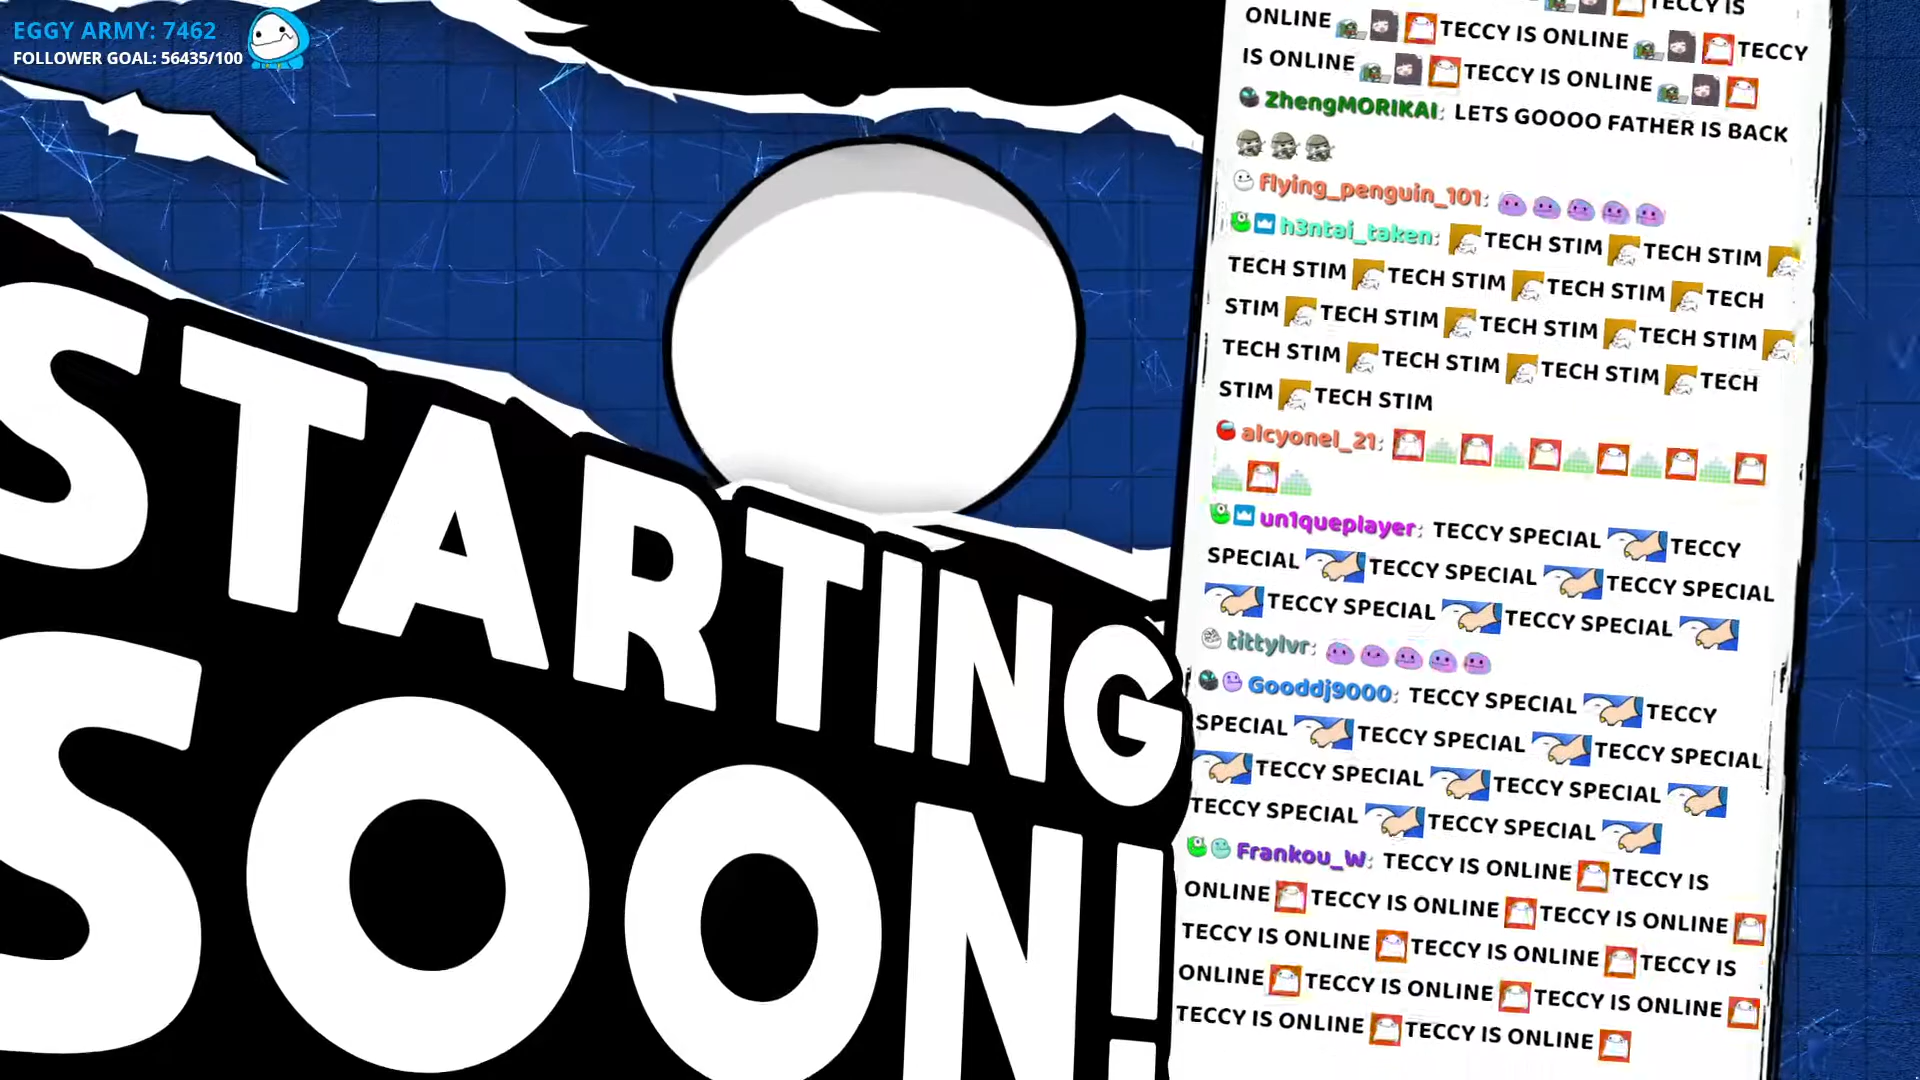 EGGY ARMY: 7462
FOLLOWER GOAL: 56435/100
STARTING
SOON!
TECCY IS
ONLINE TECCY IS ONLINE TECCY
IS ONLINE TECCY IS ONLINE
ZhengMORIKAI: LETS GOOOO FATHER IS BACK
flying_penguin_101:
h3ntai_taken: TECH STIM TECH STIM
TECH STIM TECH STIM TECH STIM TECH
STIM TECH STIM TECH STIM TECH STIM
TECH STIM TECH STIM TECH STIM TECH
STIM TECH STIM
alcyonel_21:
un1queplayer: TECCY SPECIAL TECCY
SPECIAL TECCY SPECIAL TECCY SPECIAL
TECCY SPECIAL TECCY SPECIAL
tittylvr:
Gooddj9000: TECCY SPECIAL TECCY
SPECIAL TECCY SPECIAL TECCY SPECIAL
TECCY SPECIAL TECCY SPECIAL
TECCY SPECIAL TECCY SPECIAL
Frankou_W: TECCY IS ONLINE TECCY IS
ONLINE TECCY IS ONLINE TECCY IS ONLINE
TECCY IS ONLINE TECCY IS ONLINE TECCY IS
ONLINE TECCY IS ONLINE TECCY IS ONLINE
TECCY IS ONLINE TECCY IS ONLINE